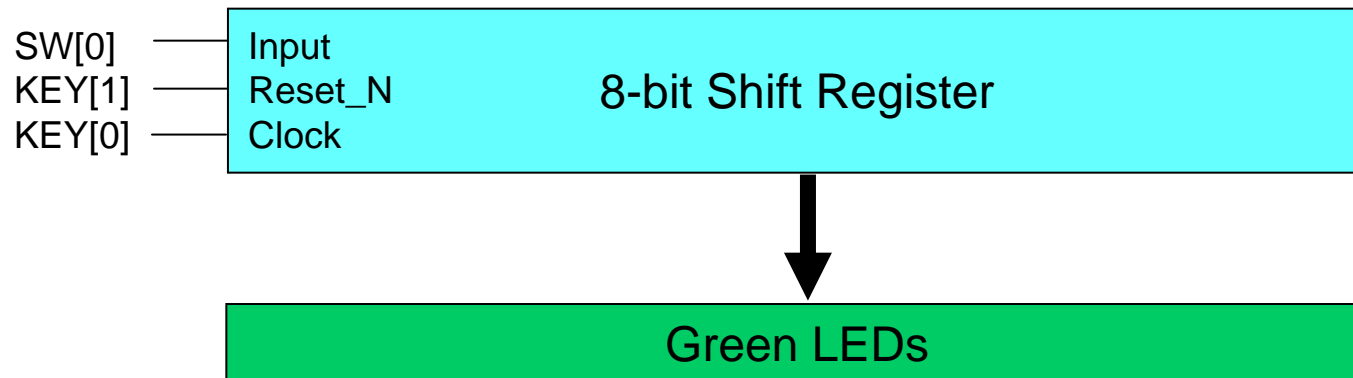 SW[0] Input
KEY[1] Reset_N 8-bit Shift Register
KEY[0] Clock
Green LEDs